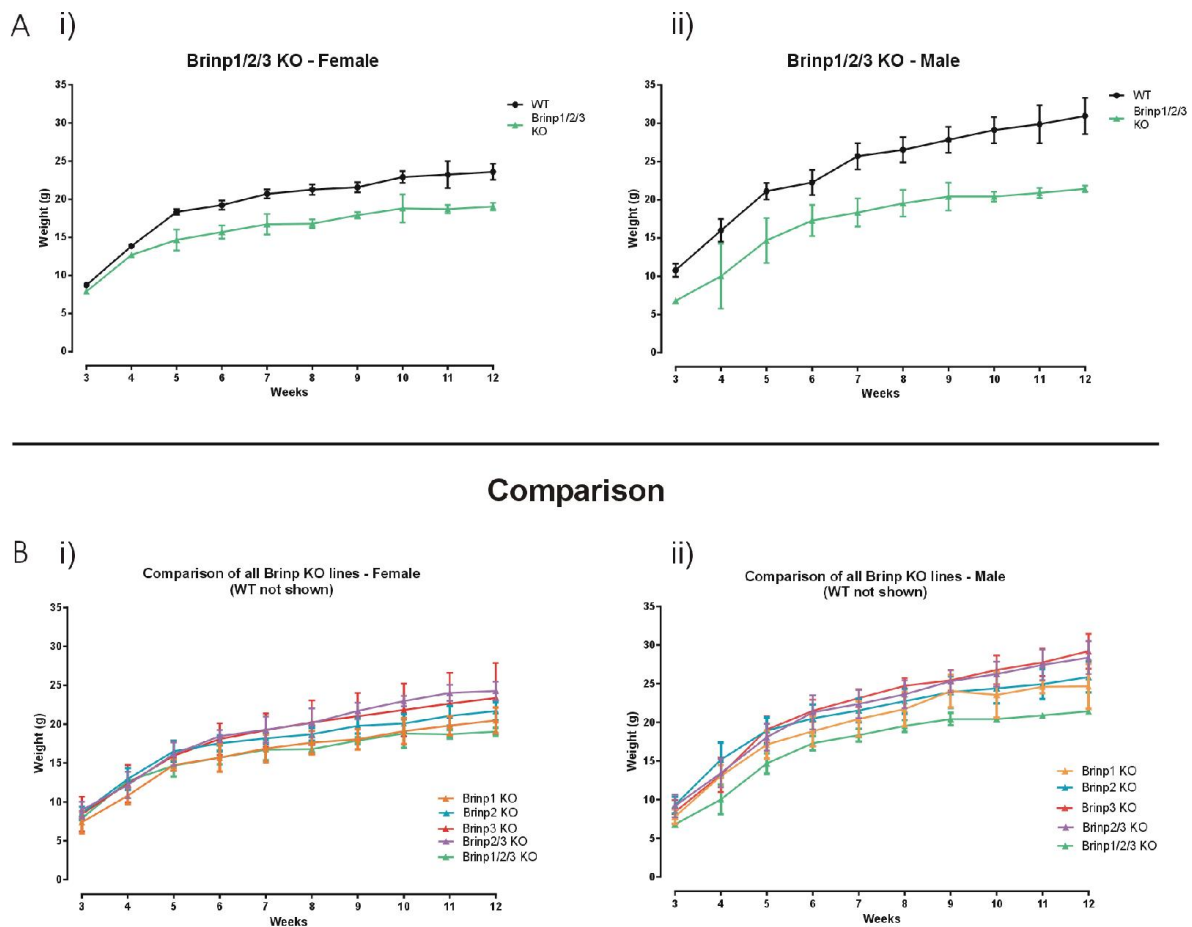 A i) ii)
Brinp1/2/3 KO - Female
35
30
25
20
15
10
5
0
Weight (g)
3 4 5 6 7 8 9 10 11 12
Weeks
WT
Brinp1/2/3
KO
Brinp1/2/3 KO - Male
35
30
25
20
15
10
5
0
Weight (g)
3 4 5 6 7 8 9 10 11 12
Weeks
WT
Brinp1/2/3
KO
Comparison
B i) ii)
Comparison of all Brinp KO lines - Female
(WT not shown)
35
30
25
20
15
10
5
0
Weight (g)
3 4 5 6 7 8 9 10 11 12
Weeks
Brinp1 KO
Brinp2 KO
Brinp3 KO
Brinp2/3 KO
Brinp1/2/3 KO
Comparison of all Brinp KO lines - Male
(WT not shown)
35
30
25
20
15
10
5
0
Weight (g)
3 4 5 6 7 8 9 10 11 12
Weeks
Brinp1 KO
Brinp2 KO
Brinp3 KO
Brinp2/3 KO
Brinp1/2/3 KO